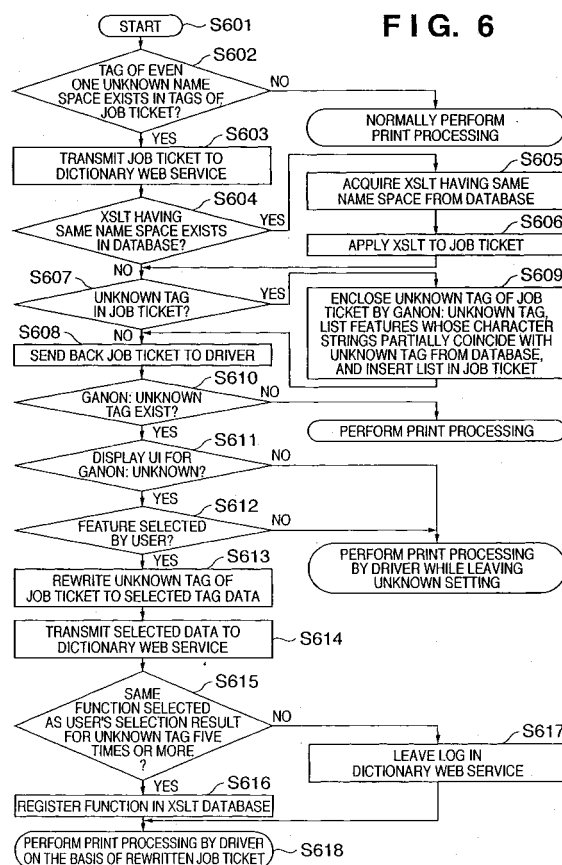 FIG. 6
START
S601
S602
TAG OF EVEN
ONE UNKNOWN NAME
SPACE EXISTS IN TAGS OF
JOB TICKET?
NO
NORMALLY PERFORM
PRINT PROCESSING
YES
S603
TRANSMIT JOB TICKET TO
DICTIONARY WEB SERVICE
S604
XSLT HAVING
SAME NAME SPACE EXISTS
IN DATABASE?
YES
S605
ACQUIRE XSLT HAVING SAME
NAME SPACE FROM DATABASE
S606
APPLY XSLT TO JOB TICKET
NO
S607
UNKNOWN TAG
IN JOB TICKET?
YES
S609
ENCLOSE UNKNOWN TAG OF JOB
TICKET BY GANON: UNKNOWN TAG,
LIST FEATURES WHOSE CHARACTER
STRINGS PARTIALLY COINCIDE WITH
UNKNOWN TAG FROM DATABASE,
AND INSERT LIST IN JOB TICKET
NO
S608
SEND BACK JOB TICKET TO DRIVER
S610
GANON: UNKNOWN
TAG EXIST?
NO
PERFORM PRINT PROCESSING
YES
S611
DISPLAY UI FOR
GANON: UNKNOWN?
NO
YES
S612
FEATURE SELECTED
BY USER?
NO
PERFORM PRINT PROCESSING
BY DRIVER WHILE LEAVING
UNKNOWN SETTING
YES
S613
REWRITE UNKNOWN TAG OF
JOB TICKET TO SELECTED TAG DATA
TRANSMIT SELECTED DATA TO
DICTIONARY WEB SERVICE
S614
S615
SAME
FUNCTION SELECTED
AS USER'S SELECTION RESULT
FOR UNKNOWN TAG FIVE
TIMES OR MORE
?
NO
S617
LEAVE LOG IN
DICTIONARY WEB SERVICE
YES
S616
REGISTER FUNCTION IN XSLT DATABASE
PERFORM PRINT PROCESSING BY DRIVER
ON THE BASIS OF REWRITTEN JOB TICKET
S618